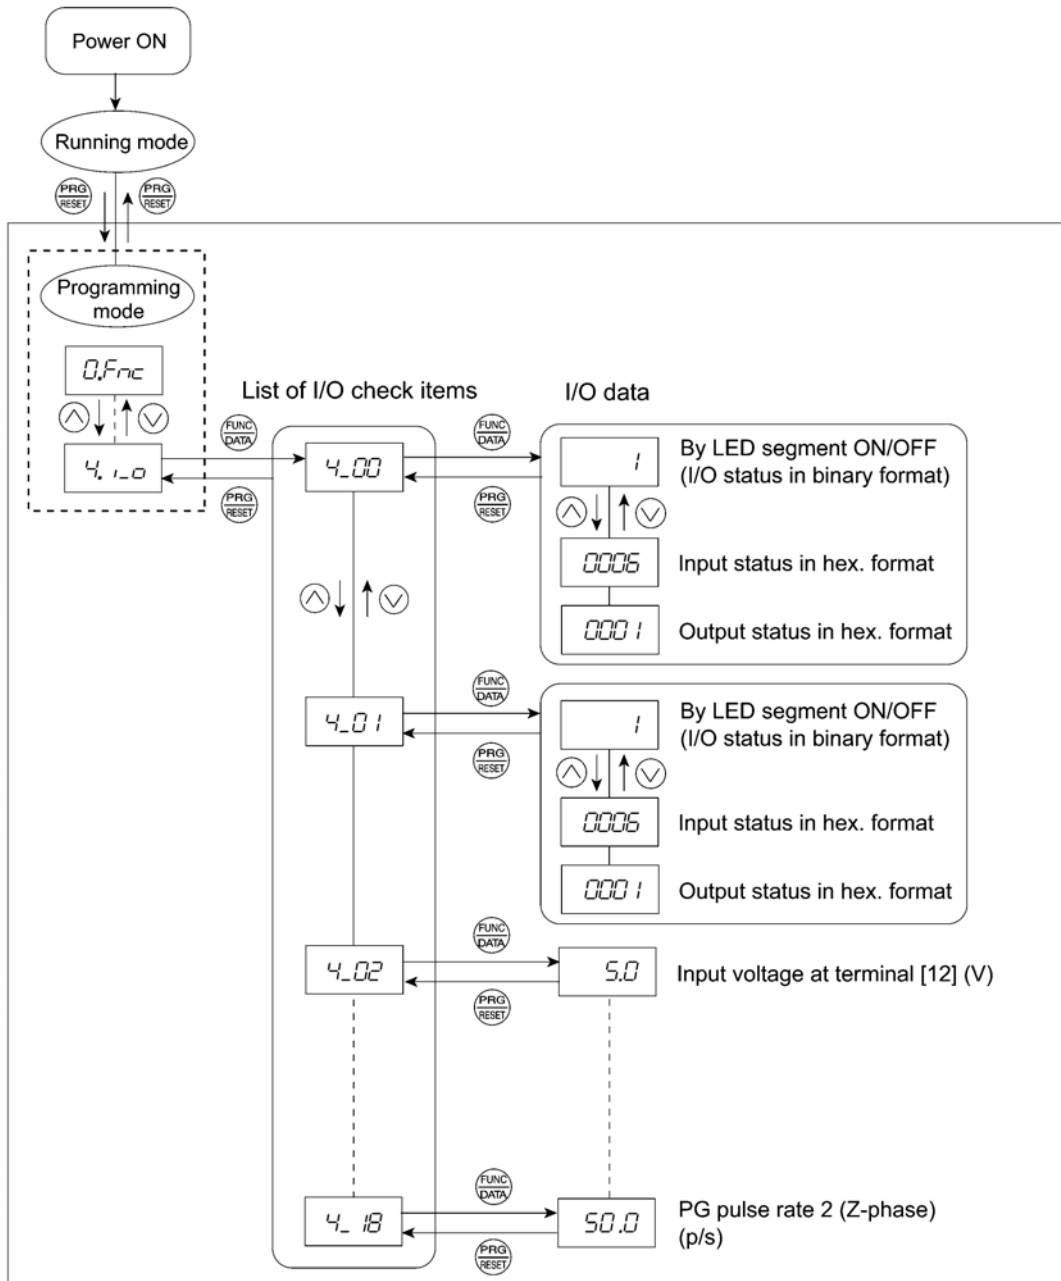 Power ON
Running mode
PRG
RESET
PRG
RESET
Programming
mode
0.Fnc
List of I/O check items
I/O data
FUNC
DATA
FUNC
DATA
4.i_o
4_00
1
By LED segment ON/OFF
(I/O status in binary format)
PRG
RESET
PRG
RESET
0006
Input status in hex. format
0001
Output status in hex. format
FUNC
DATA
4_01
1
By LED segment ON/OFF
(I/O status in binary format)
PRG
RESET
0006
Input status in hex. format
0001
Output status in hex. format
FUNC
DATA
4_02
5.0
Input voltage at terminal [12] (V)
PRG
RESET
FUNC
DATA
4_18
50.0
PG pulse rate 2 (Z-phase)
(p/s)
PRG
RESET